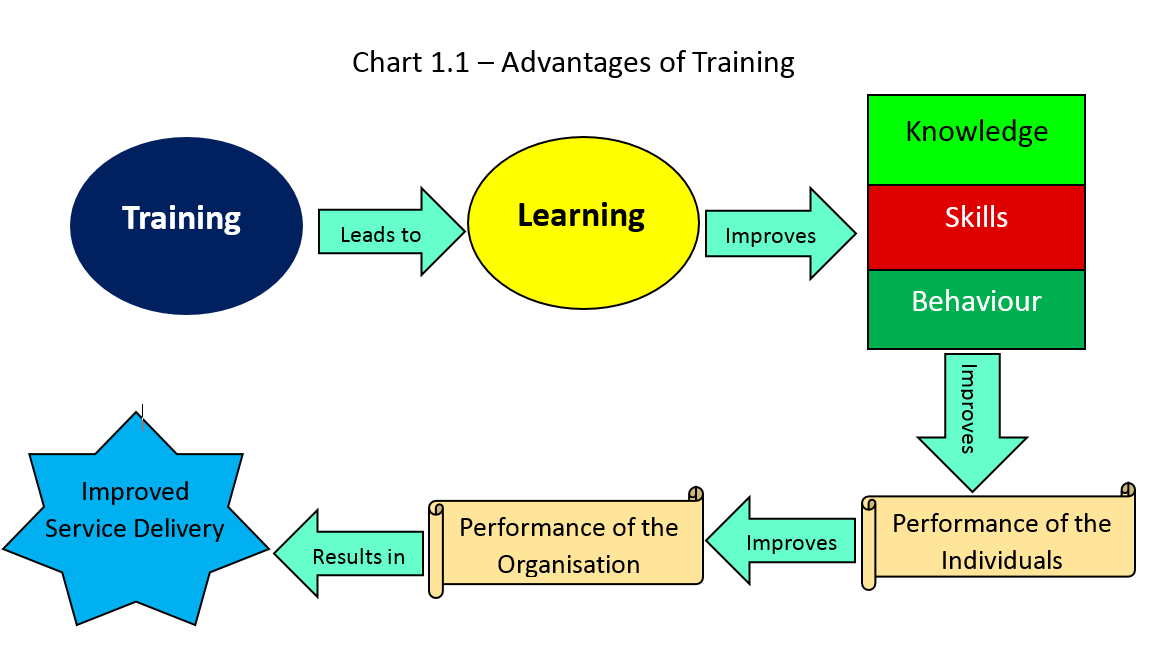 Chart 1.1 – Advantages of Training
Training
Leads to
Learning
Improves
Knowledge
Skills
Behaviour
Improves
Performance of the
Individuals
Improves
Performance of the
Organisation
Results in
Improved
Service Delivery